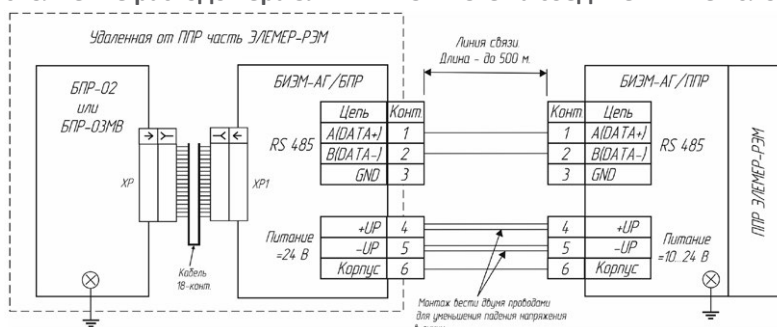 Удаленная от ППР часть ЭЛЕМЕР-РЭМ
БПР-02
или
БПР-03МВ
XP
Кабель
18-конт.
XP1
БИЭМ-АГ/БПР
RS 485
Цепь Конт.
A(DATA+) 1
B(DATA-) 2
GND 3
Питание
=24 В
+UP 4
-UP 5
Корпус 6
Линия связи.
Длина - до 500 м.
Монтаж вести двумя проводами
для уменьшения падения напряжения
БИЭМ-АГ/ППР
Конт. Цепь
1 A(DATA+)
2 B(DATA-)
3 GND
RS 485
4 +UP
5 -UP
6 Корпус
Питание
=10...24 В
ППР ЭЛЕМЕР-РЭМ